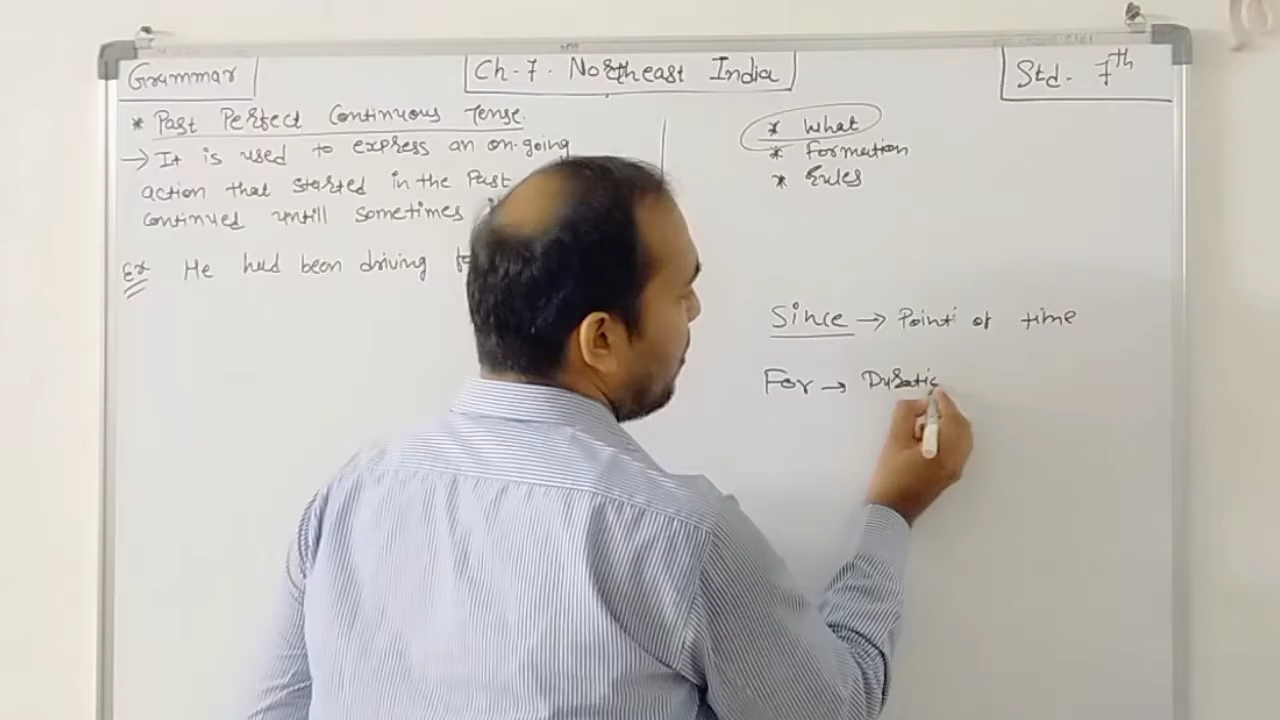 Grammar
Ch-7. Northeast India
Std- 7th
* Past Perfect Continuous Tense.
→ It is used to express an on-going
action that started in the Past
continued untill sometimes
Ex He had been driving
* What
* Formation
* Rules
Since → Point of time
For → Duratio